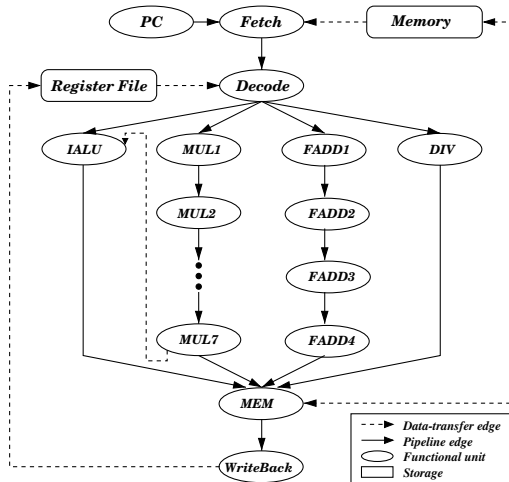 PC
Fetch
Memory
Register File
Decode
IALU
MUL1
FADD1
DIV
MUL2
FADD2
FADD3
MUL7
FADD4
MEM
WriteBack
Data-transfer edge
Pipeline edge
Functional unit
Storage